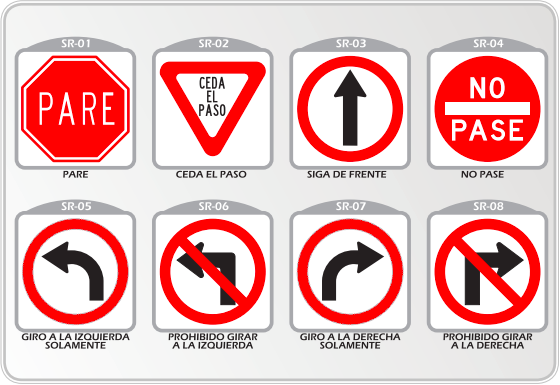 SR-01
PARE
PARE
SR-02
CEDA
EL
PASO
CEDA EL PASO
SR-03
SIGA DE FRENTE
SR-04
NO
PASE
NO PASE
SR-05
GIRO A LA IZQUIERDA
SOLAMENTE
SR-06
PROHIBIDO GIRAR
A LA IZQUIERDA
SR-07
GIRO A LA DERECHA
SOLAMENTE
SR-08
PROHIBIDO GIRAR
A LA DERECHA